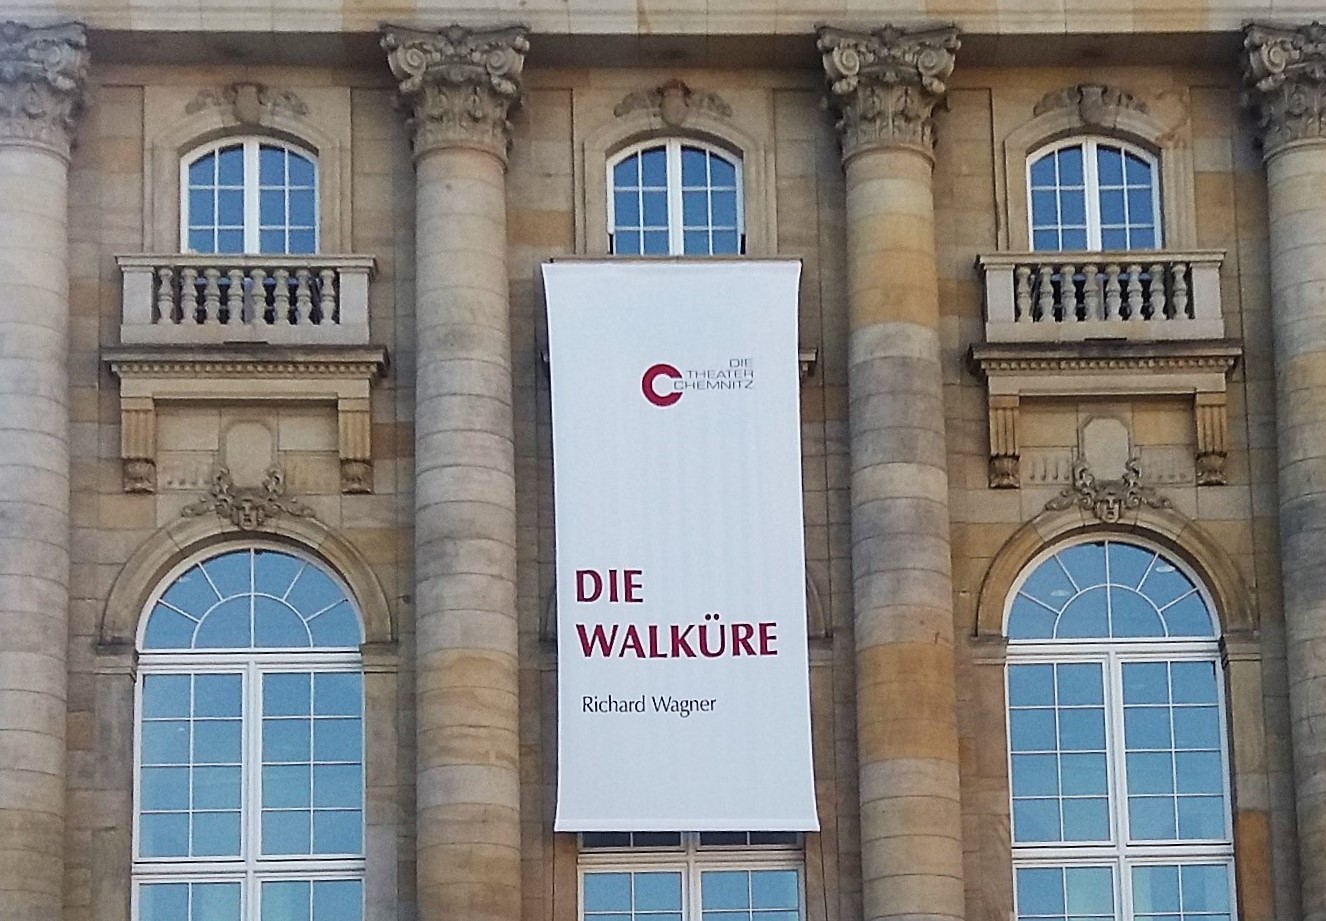 DIE
THEATER
CHEMNITZ
DIE
WALKÜRE
Richard Wagner